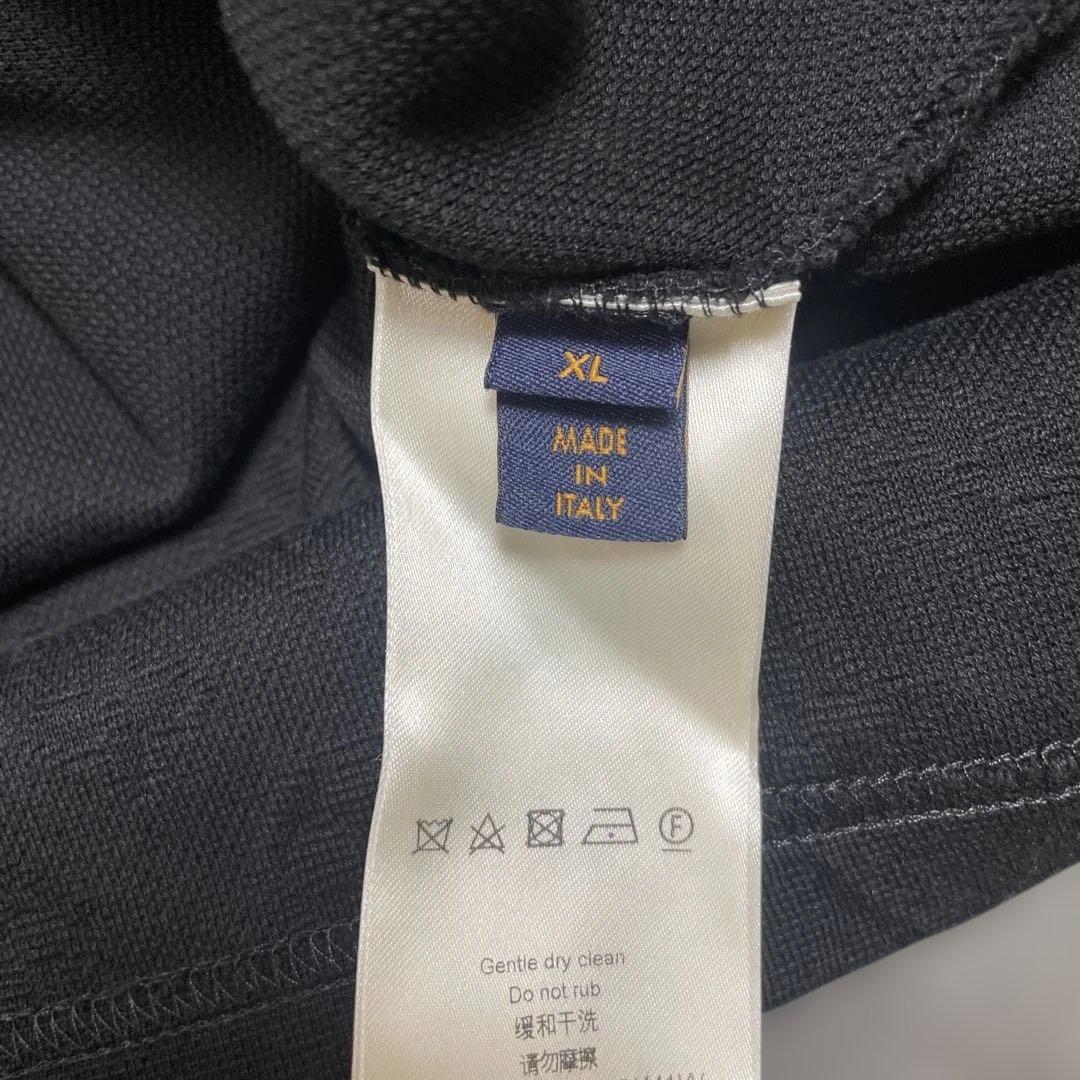 XL
MADE
IN
ITALY
F
Gentle dry clean
Do not rub
缓和干洗
请勿摩擦